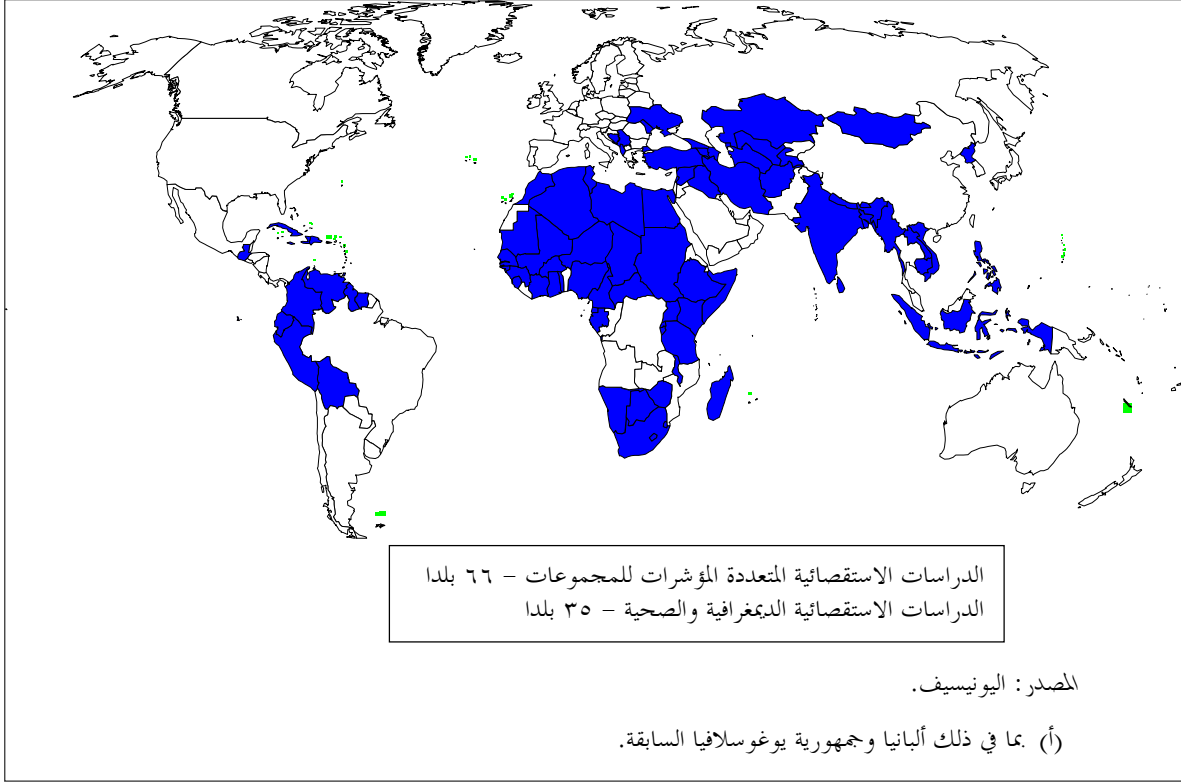 الدراسات الاستقصائية المتعددة المؤشرات للمجموعات – ٦٦ بلدا
الدراسات الاستقصائية الديمغرافية والصحية – ٣٥ بلدا
المصدر: اليونيسيف.
(أ) بما في ذلك ألبانيا وجمهورية يوغوسلافيا السابقة.